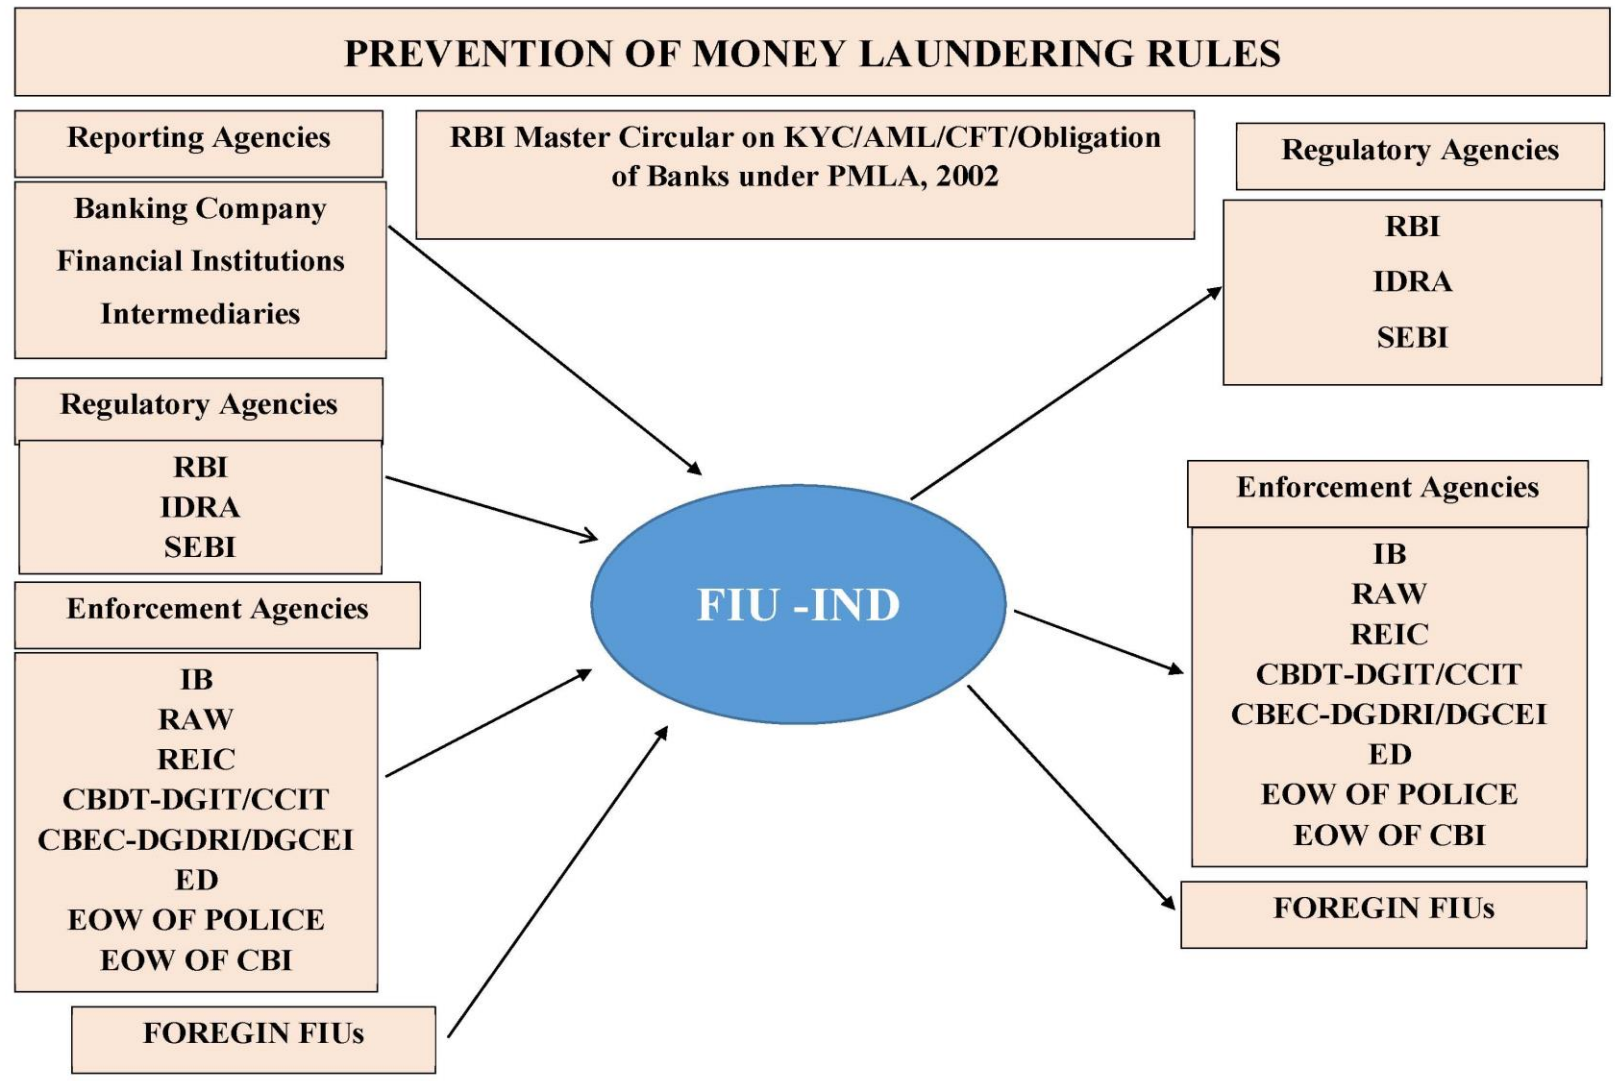 PREVENTION OF MONEY LAUNDERING RULES
Reporting Agencies
Banking Company
Financial Institutions
Intermediaries
RBI Master Circular on KYC/AML/CFT/Obligation
of Banks under PMLA, 2002
Regulatory Agencies
RBI
IDRA
SEBI
Regulatory Agencies
RBI
IDRA
SEBI
Enforcement Agencies
IB
RAW
REIC
CBDT-DGIT/CCIT
CBEC-DGDRI/DGCEI
ED
EOW OF POLICE
EOW OF CBI
FOREGIN FIUs
FIU -IND
Enforcement Agencies
IB
RAW
REIC
CBDT-DGIT/CCIT
CBEC-DGDRI/DGCEI
ED
EOW OF POLICE
EOW OF CBI
FOREGIN FIUs